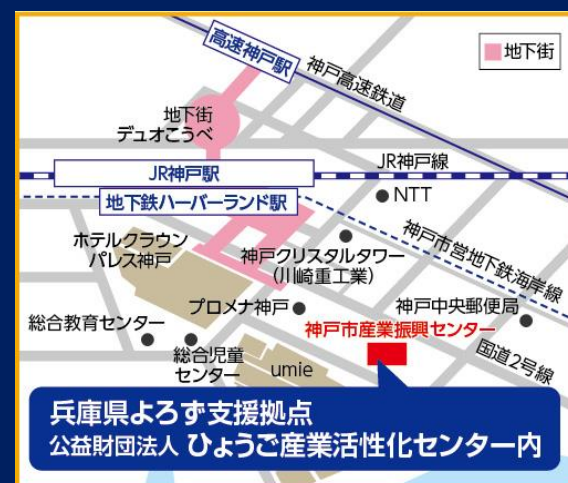 高速神戸駅
神戸高速鉄道
地下街
地下街
デュオこうべ
JR神戸駅
JR神戸線
地下鉄ハーバーランド駅
NTT
ホテルクラウン
パレス神戸
神戸クリスタルタワー
(川崎重工業)
神戸市営地下鉄海岸線
プロメナ神戸
神戸中央郵便局
総合教育センター
神戸市産業振興センター
総合児童
センター
umie
国道2号線
兵庫県よろず支援拠点
公益財団法人 ひょうご産業活性化センター内